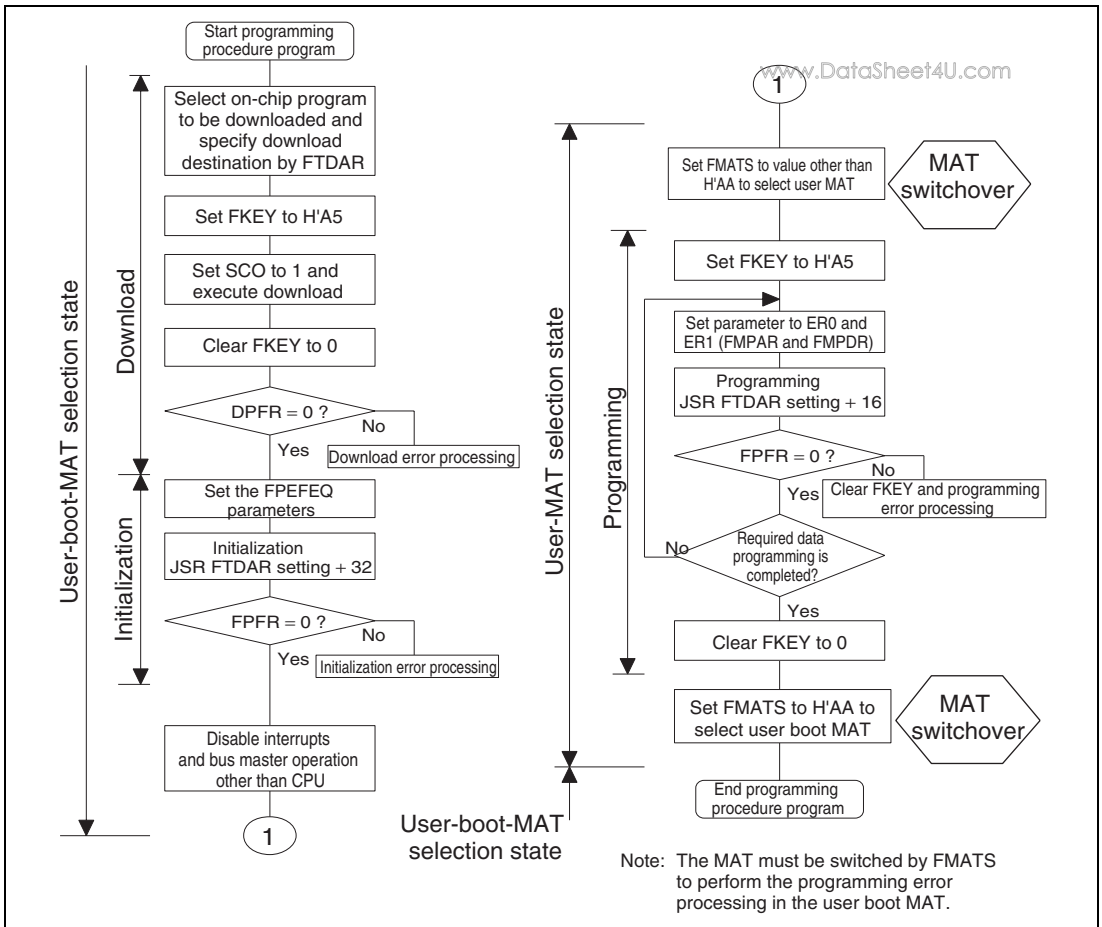 Start programming
procedure program
Select on-chip program
to be downloaded and
specify download
destination by FTDAR
Set FKEY to H'A5
Set SCO to 1 and
execute download
Clear FKEY to 0
DPFR = 0 ?
No
Yes
Download error processing
Set the FPEFEQ
parameters
Initialization
JSR FTDAR setting + 32
FPFR = 0 ?
No
Yes
Initialization error processing
Disable interrupts
and bus master operation
other than CPU
1
User-boot-MAT selection state
Download
Initialization
www.DataSheet4U.com
1
Set FMATS to value other than
H'AA to select user MAT
MAT
switchover
Set FKEY to H'A5
Set parameter to ER0 and
ER1 (FMPAR and FMPDR)
Programming
JSR FTDAR setting + 16
FPFR = 0 ?
No
Yes
Clear FKEY and programming
error processing
No
Required data
programming is
completed?
Yes
Clear FKEY to 0
Set FMATS to H'AA to
select user boot MAT
MAT
switchover
End programming
procedure program
User-MAT selection state
Programming
User-boot-MAT
selection state
Note: The MAT must be switched by FMATS
to perform the programming error
processing in the user boot MAT.